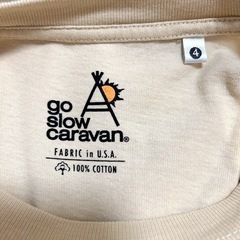 4
go
slow
caravan®
FABRIC in U.S.A.
100% COTTON